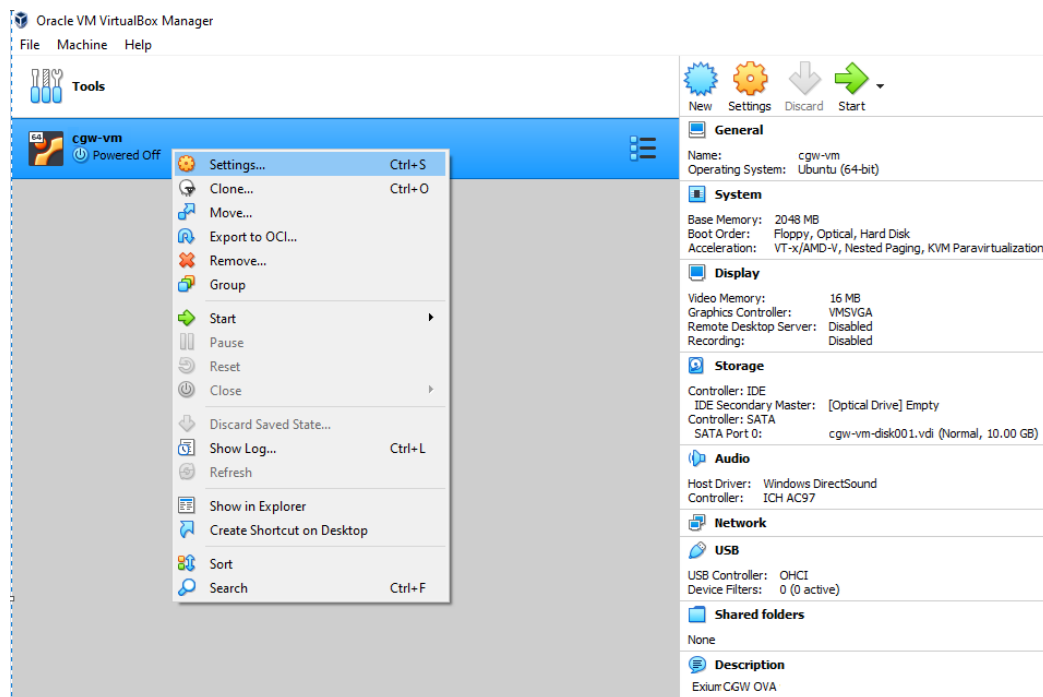 Oracle VM VirtualBox Manager
File Machine Help
Tools
New Settings Discard Start
64
cgw-vm
Powered Off
Settings... Ctrl+S
Clone... Ctrl+O
Move...
Export to OCI...
Remove...
Group
Start
Pause
Reset
Close
Discard Saved State...
Show Log... Ctrl+L
Refresh
Show in Explorer
Create Shortcut on Desktop
Sort
Search Ctrl+F
General
Name: cgw-vm
Operating System: Ubuntu (64-bit)
System
Base Memory: 2048 MB
Boot Order: Floppy, Optical, Hard Disk
Acceleration: VT-x/AMD-V, Nested Paging, KVM Paravirtualization
Display
Video Memory: 16 MB
Graphics Controller: VMSVGA
Remote Desktop Server: Disabled
Recording: Disabled
Storage
Controller: IDE
IDE Secondary Master: [Optical Drive] Empty
Controller: SATA
SATA Port 0: cgw-vm-disk001.vdi (Normal, 10.00 GB)
Audio
Host Driver: Windows DirectSound
Controller: ICH AC97
Network
USB
USB Controller: OHCI
Device Filters: 0 (0 active)
Shared folders
None
Description
Exium CGW OVA